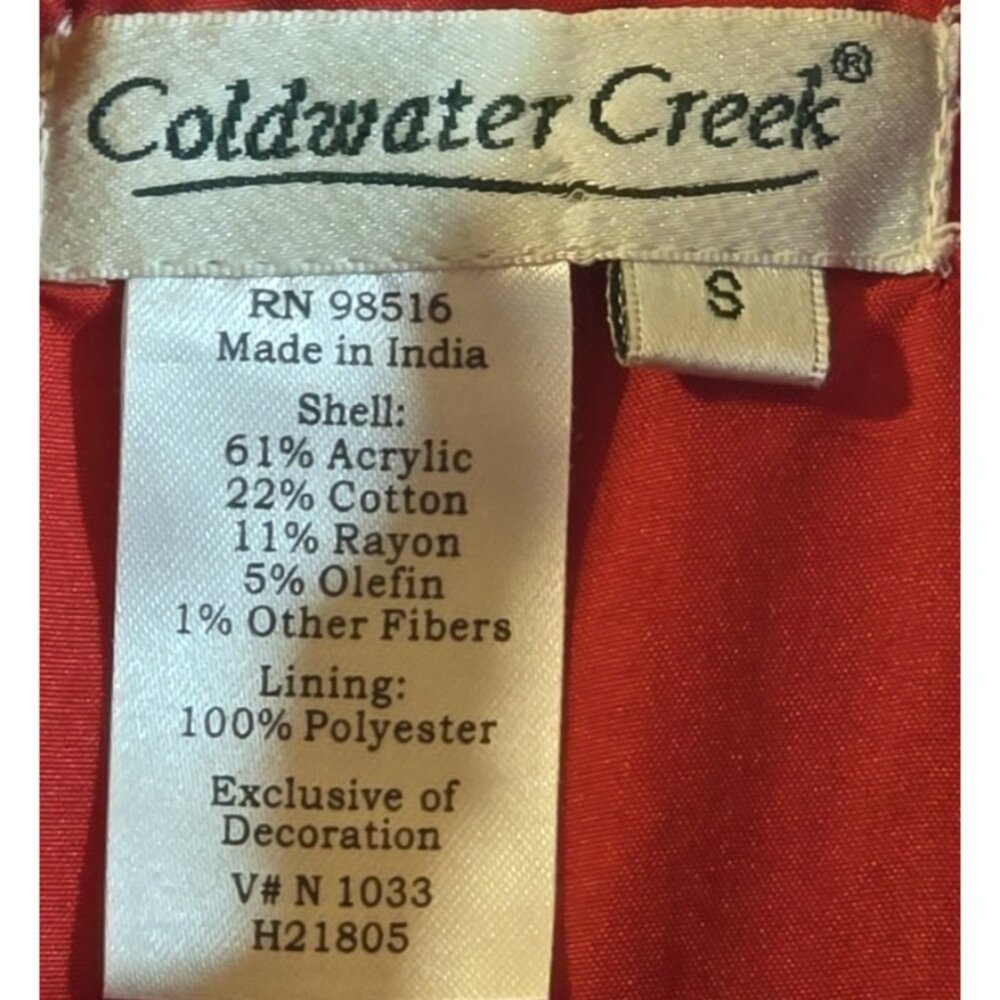 Coldwater Creek®
S
RN 98516
Made in India
Shell:
61% Acrylic
22% Cotton
11% Rayon
5% Olefin
1% Other Fibers
Lining:
100% Polyester
Exclusive of
Decoration
V# N 1033
H21805